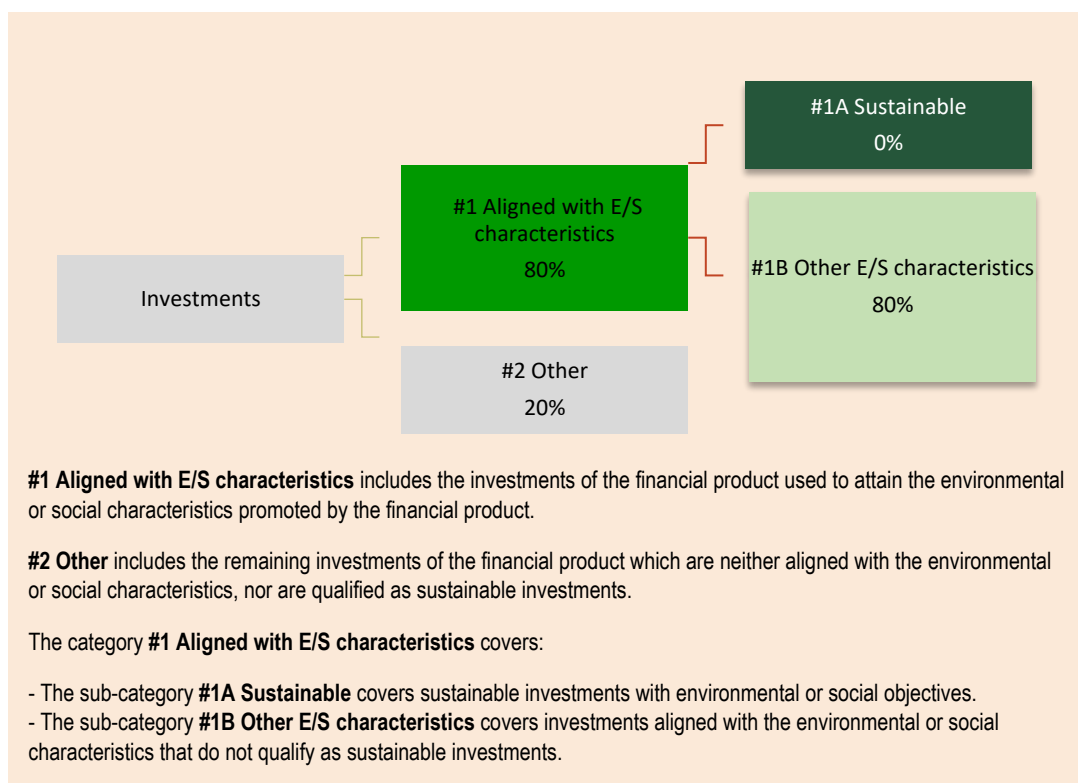 #1A Sustainable
0%
#1 Aligned with E/S
characteristics
80%
#1B Other E/S characteristics
80%
Investments
#2 Other
20%
#1 Aligned with E/S characteristics includes the investments of the financial product used to attain the environmental
or social characteristics promoted by the financial product.
#2 Other includes the remaining investments of the financial product which are neither aligned with the environmental
or social characteristics, nor are qualified as sustainable investments.
The category #1 Aligned with E/S characteristics covers:
- The sub-category #1A Sustainable covers sustainable investments with environmental or social objectives.
- The sub-category #1B Other E/S characteristics covers investments aligned with the environmental or social
characteristics that do not qualify as sustainable investments.